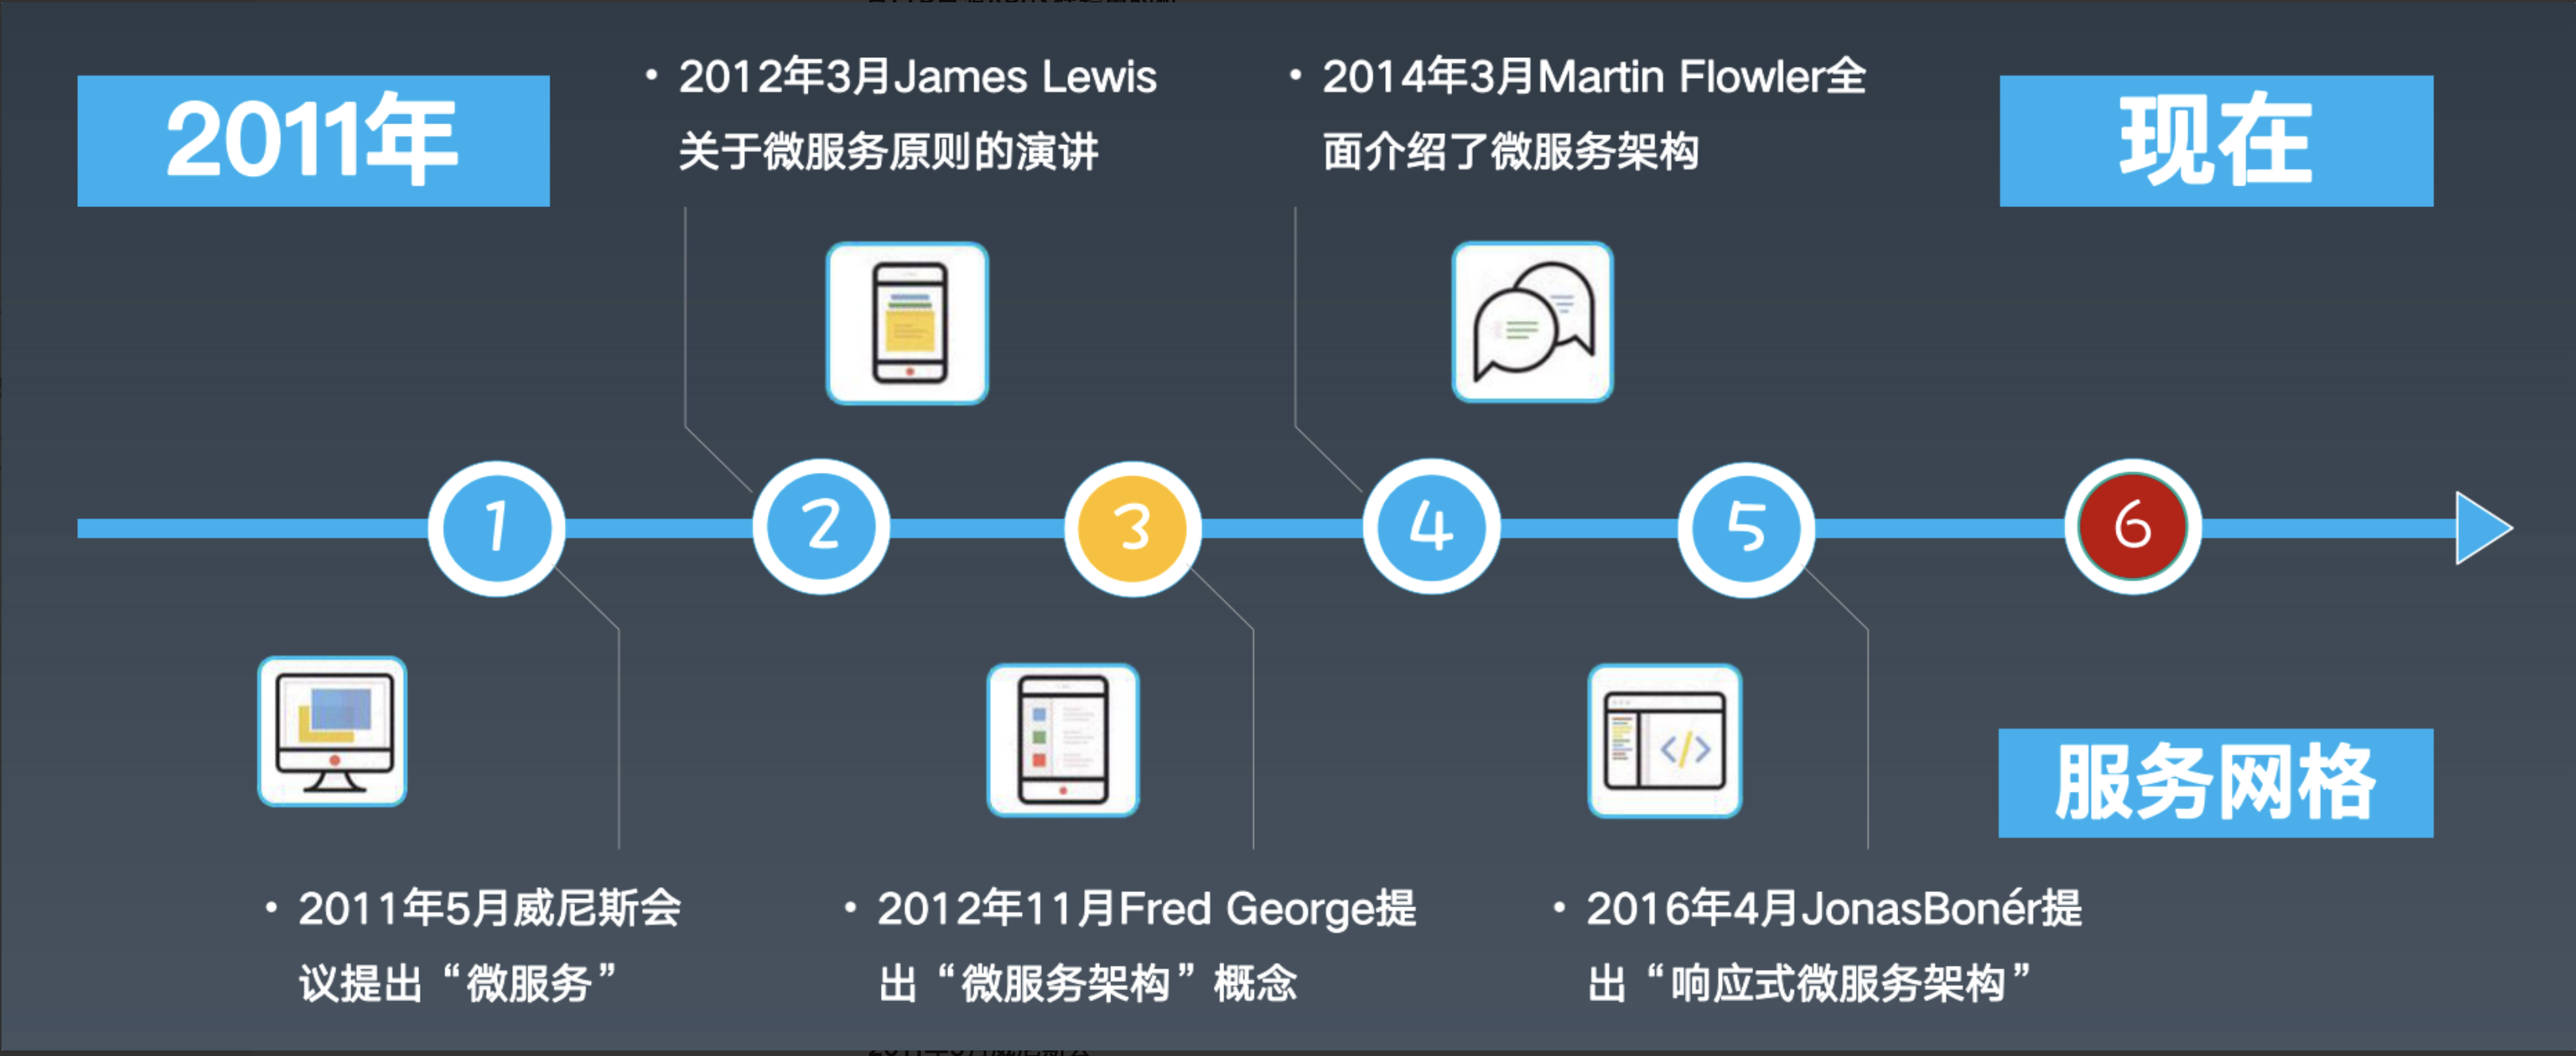 2011年
• 2012年3月James Lewis
关于微服务原则的演讲
• 2014年3月Martin Flowler全
面介绍了微服务架构
现在
1
2
3
4
5
6
服务网格
• 2011年5月威尼斯会
议提出“微服务”
• 2012年11月Fred George提
出“微服务架构”概念
• 2016年4月JonasBonér提
出“响应式微服务架构”